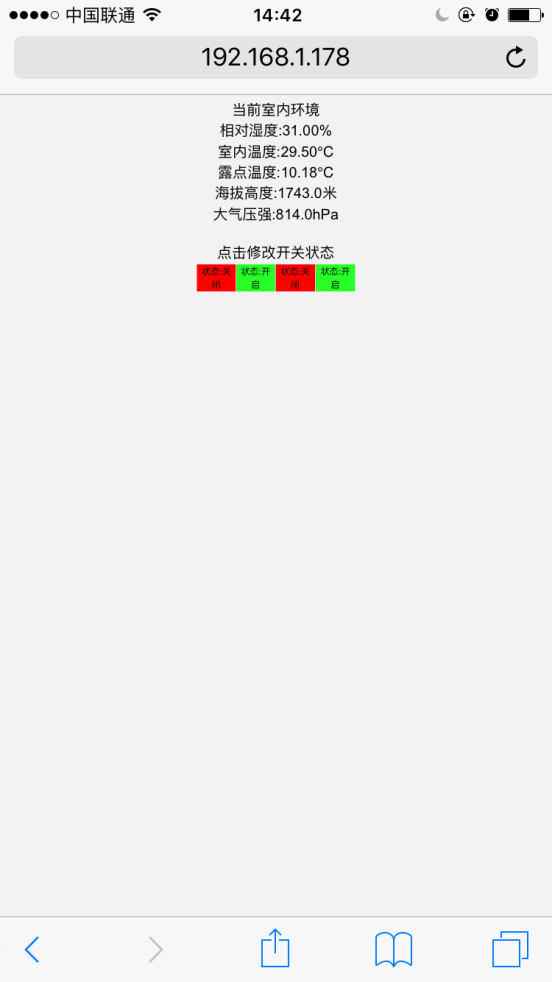 中国联通
14:42
192.168.1.178
当前室内环境
相对湿度:31.00%
室内温度:29.50°C
露点温度:10.18°C
海拔高度:1743.0米
大气压强:814.0hPa
点击修改开关状态
状态:关闭
状态:开启
状态:关闭
状态:开启